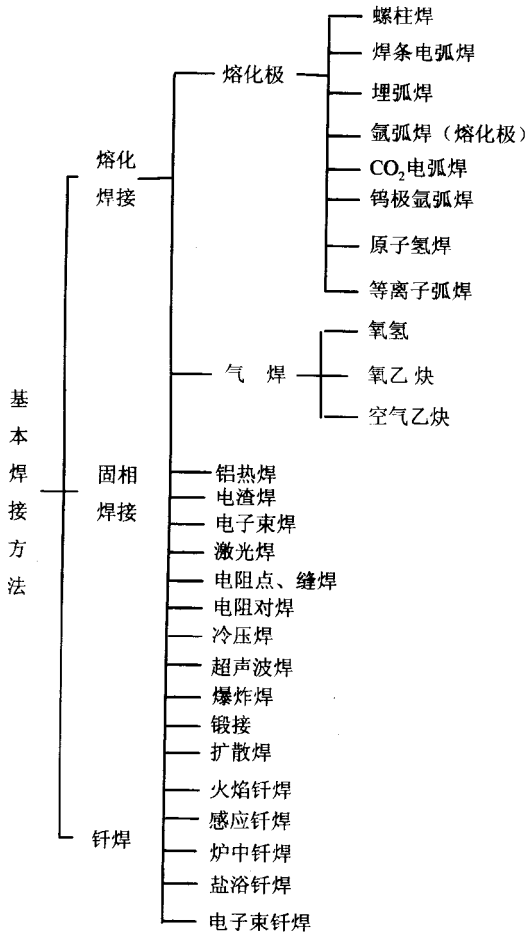 基本焊接方法
熔化
焊接
熔化极
螺柱焊
焊条电弧焊
埋弧焊
氩弧焊（熔化极）
CO₂电弧焊
钨极氩弧焊
原子氢焊
等离子弧焊
气 焊
氧氢
氧乙炔
空气乙炔
固相
焊接
铝热焊
电渣焊
电子束焊
激光焊
电阻点、缝焊
电阻对焊
冷压焊
超声波焊
爆炸焊
锻接
扩散焊
钎焊
火焰钎焊
感应钎焊
炉中钎焊
盐浴钎焊
电子束钎焊